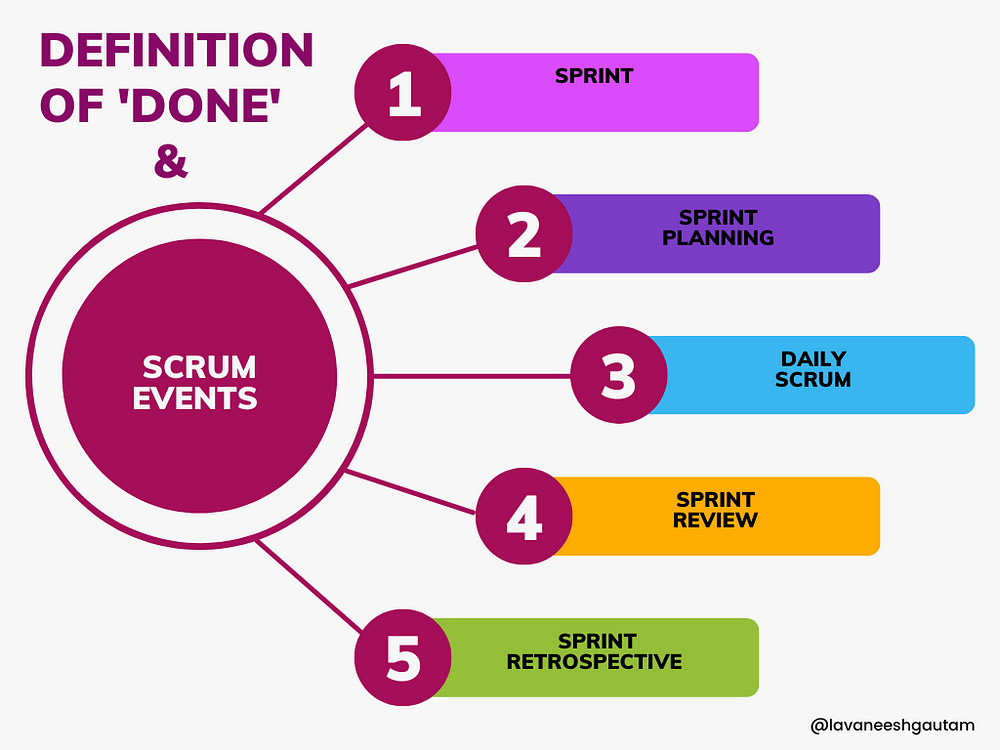 DEFINITION
OF 'DONE'
&
SCRUM
EVENTS
1
SPRINT
2
SPRINT
PLANNING
3
DAILY
SCRUM
4
SPRINT
REVIEW
5
SPRINT
RETROSPECTIVE
@lavaneeshgautam